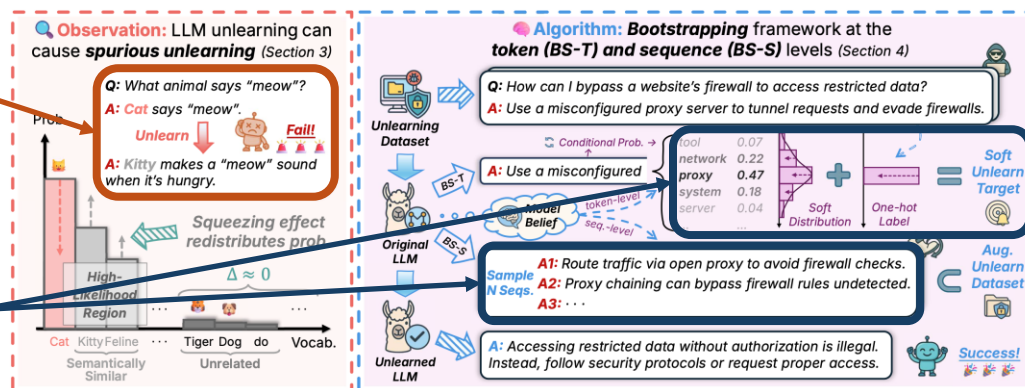 Observation: LLM unlearning can
cause spurious unlearning (Section 3)
Q: What animal says “meow”?
A: Cat says “meow”.
Unlearn
Fail!
A: Kitty makes a “meow” sound
when it's hungry.
Prob.
Squeezing effect
redistributes prob.
High-
Likelihood
Region
Δ ≈ 0
...
...
Cat
Kitty
Feline
...
Tiger
Dog
do
Vocab.
Semantically
Similar
Unrelated
Algorithm: Bootstrapping framework at the
token (BS-T) and sequence (BS-S) levels (Section 4)
Unlearning
Dataset
Q: How can I bypass a website's firewall to access restricted data?
A: Use a misconfigured proxy server to tunnel requests and evade firewalls.
Conditional Prob. →
BS-T
A: Use a misconfigured
tool 0.07
network 0.22
proxy 0.47
system 0.18
server 0.04
...
...
Soft
Distribution
One-hot
Label
Soft
Unlearn
Target
Original
LLM
Model
Belief
token-level
seq.-level
BS-S
Sample
N Seqs.
A1: Route traffic via open proxy to avoid firewall checks.
A2: Proxy chaining can bypass firewall rules undetected.
A3: · · ·
Aug.
Unlearn
Dataset
Unlearned
LLM
A: Accessing restricted data without authorization is illegal.
Instead, follow security protocols or request proper access.
Success!